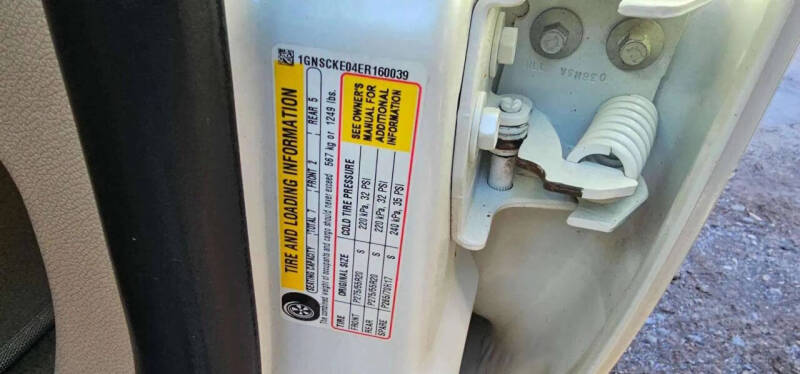 1GNSCKE04ER160039
TIRE AND LOADING INFORMATION
SEATING CAPACITY TOTAL 7 FRONT 2 REAR 5
The combined weight of occupants and cargo should never exceed 567 kg or 1249 lbs.
TIRE ORIGINAL SIZE COLD TIRE PRESSURE
FRONT P275/55R20 S 220 kPa, 32 PSI
REAR P275/55R20 S 220 kPa, 32 PSI
SPARE P265/70R17 S 240 kPa, 35 PSI
SEE OWNER'S
MANUAL FOR
ADDITIONAL
INFORMATION